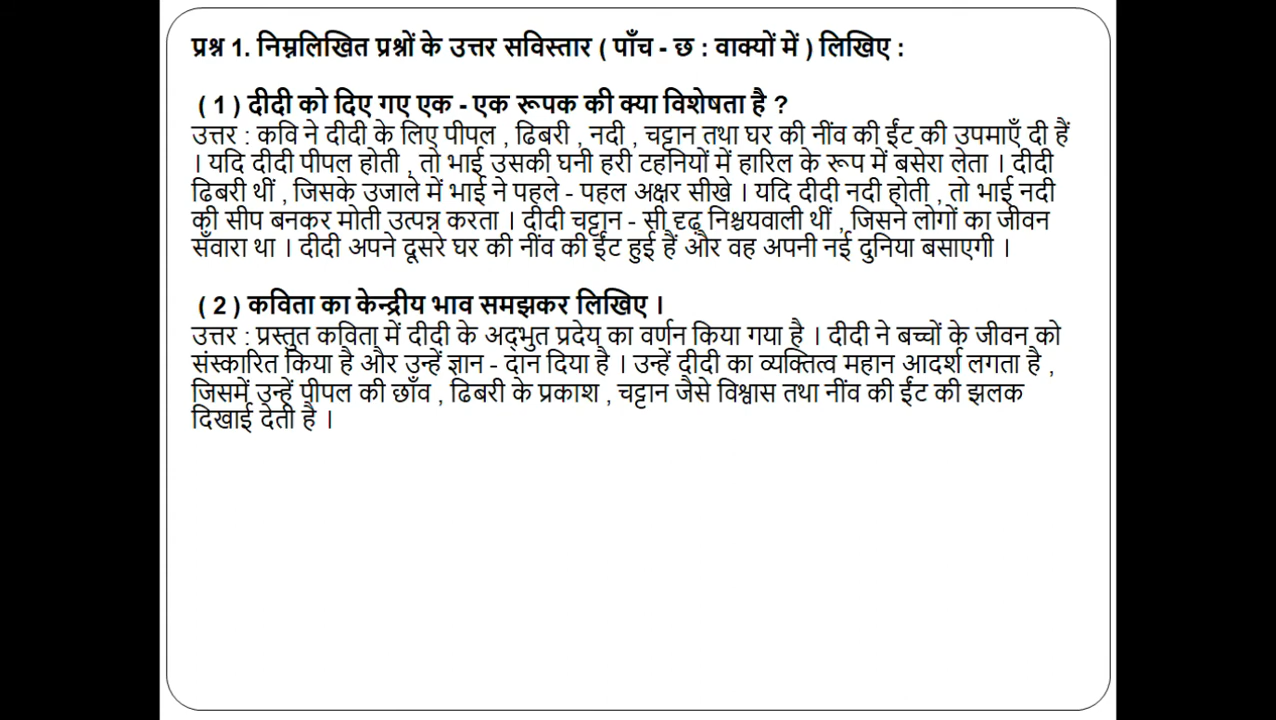 प्रश्न 1. निम्नलिखित प्रश्नों के उत्तर सविस्तार ( पाँच - छ : वाक्यों में ) लिखिए :
( 1 ) दीदी को दिए गए एक - एक रूपक की क्या विशेषता है ?
उत्तर : कवि ने दीदी के लिए पीपल , ढिबरी , नदी , चट्टान तथा घर की नींव की ईंट की उपमाएँ दी हैं
। यदि दीदी पीपल होती , तो भाई उसकी घनी हरी टहनियों में हारिल के रूप में बसेरा लेता । दीदी
ढिबरी थीं , जिसके उजाले में भाई ने पहले - पहल अक्षर सीखे । यदि दीदी नदी होती , तो भाई नदी
की सीप बनकर मोती उत्पन्न करता । दीदी चट्टान - सी दृढ़ निश्चयवाली थीं , जिसने लोगों का जीवन
सँवारा था । दीदी अपने दूसरे घर की नींव की ईंट हुई हैं और वह अपनी नई दुनिया बसाएगी ।
( 2 ) कविता का केन्द्रीय भाव समझकर लिखिए ।
उत्तर : प्रस्तुत कविता में दीदी के अद्‌भुत प्रदेय का वर्णन किया गया है । दीदी ने बच्चों के जीवन को
संस्कारित किया है और उन्हें ज्ञान - दान दिया है । उन्हें दीदी का व्यक्तित्व महान आदर्श लगता है ,
जिसमें उन्हें पीपल की छाँव , ढिबरी के प्रकाश , चट्टान जैसे विश्वास तथा नींव की ईंट की झलक
दिखाई देती है ।